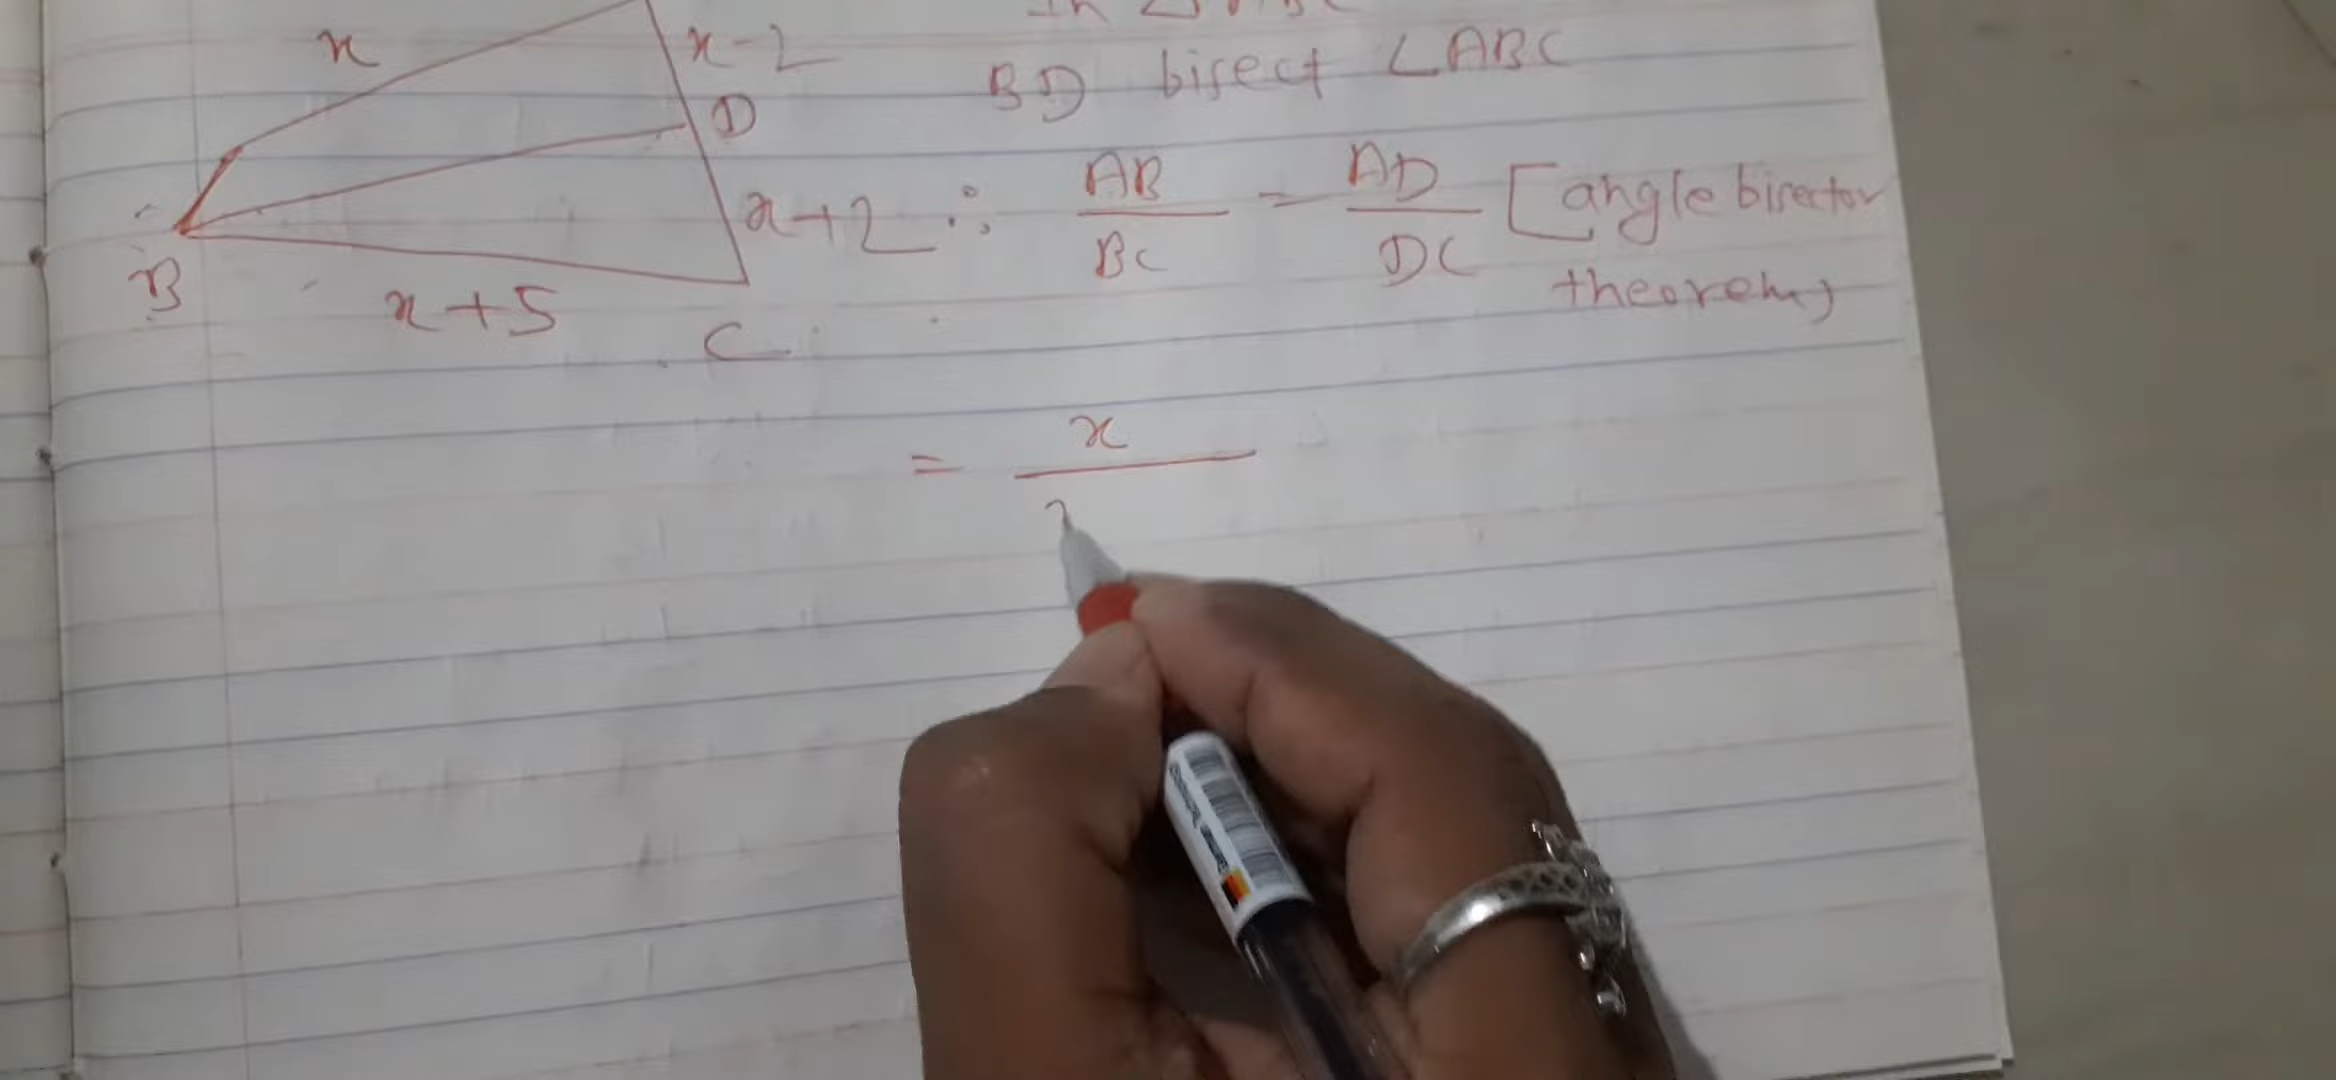 x
x-2
BD bisect ∠ABC
D
x+2
∴ AB/BC = AD/DC [angle bisector
theorem]
B
x+5
C
= x